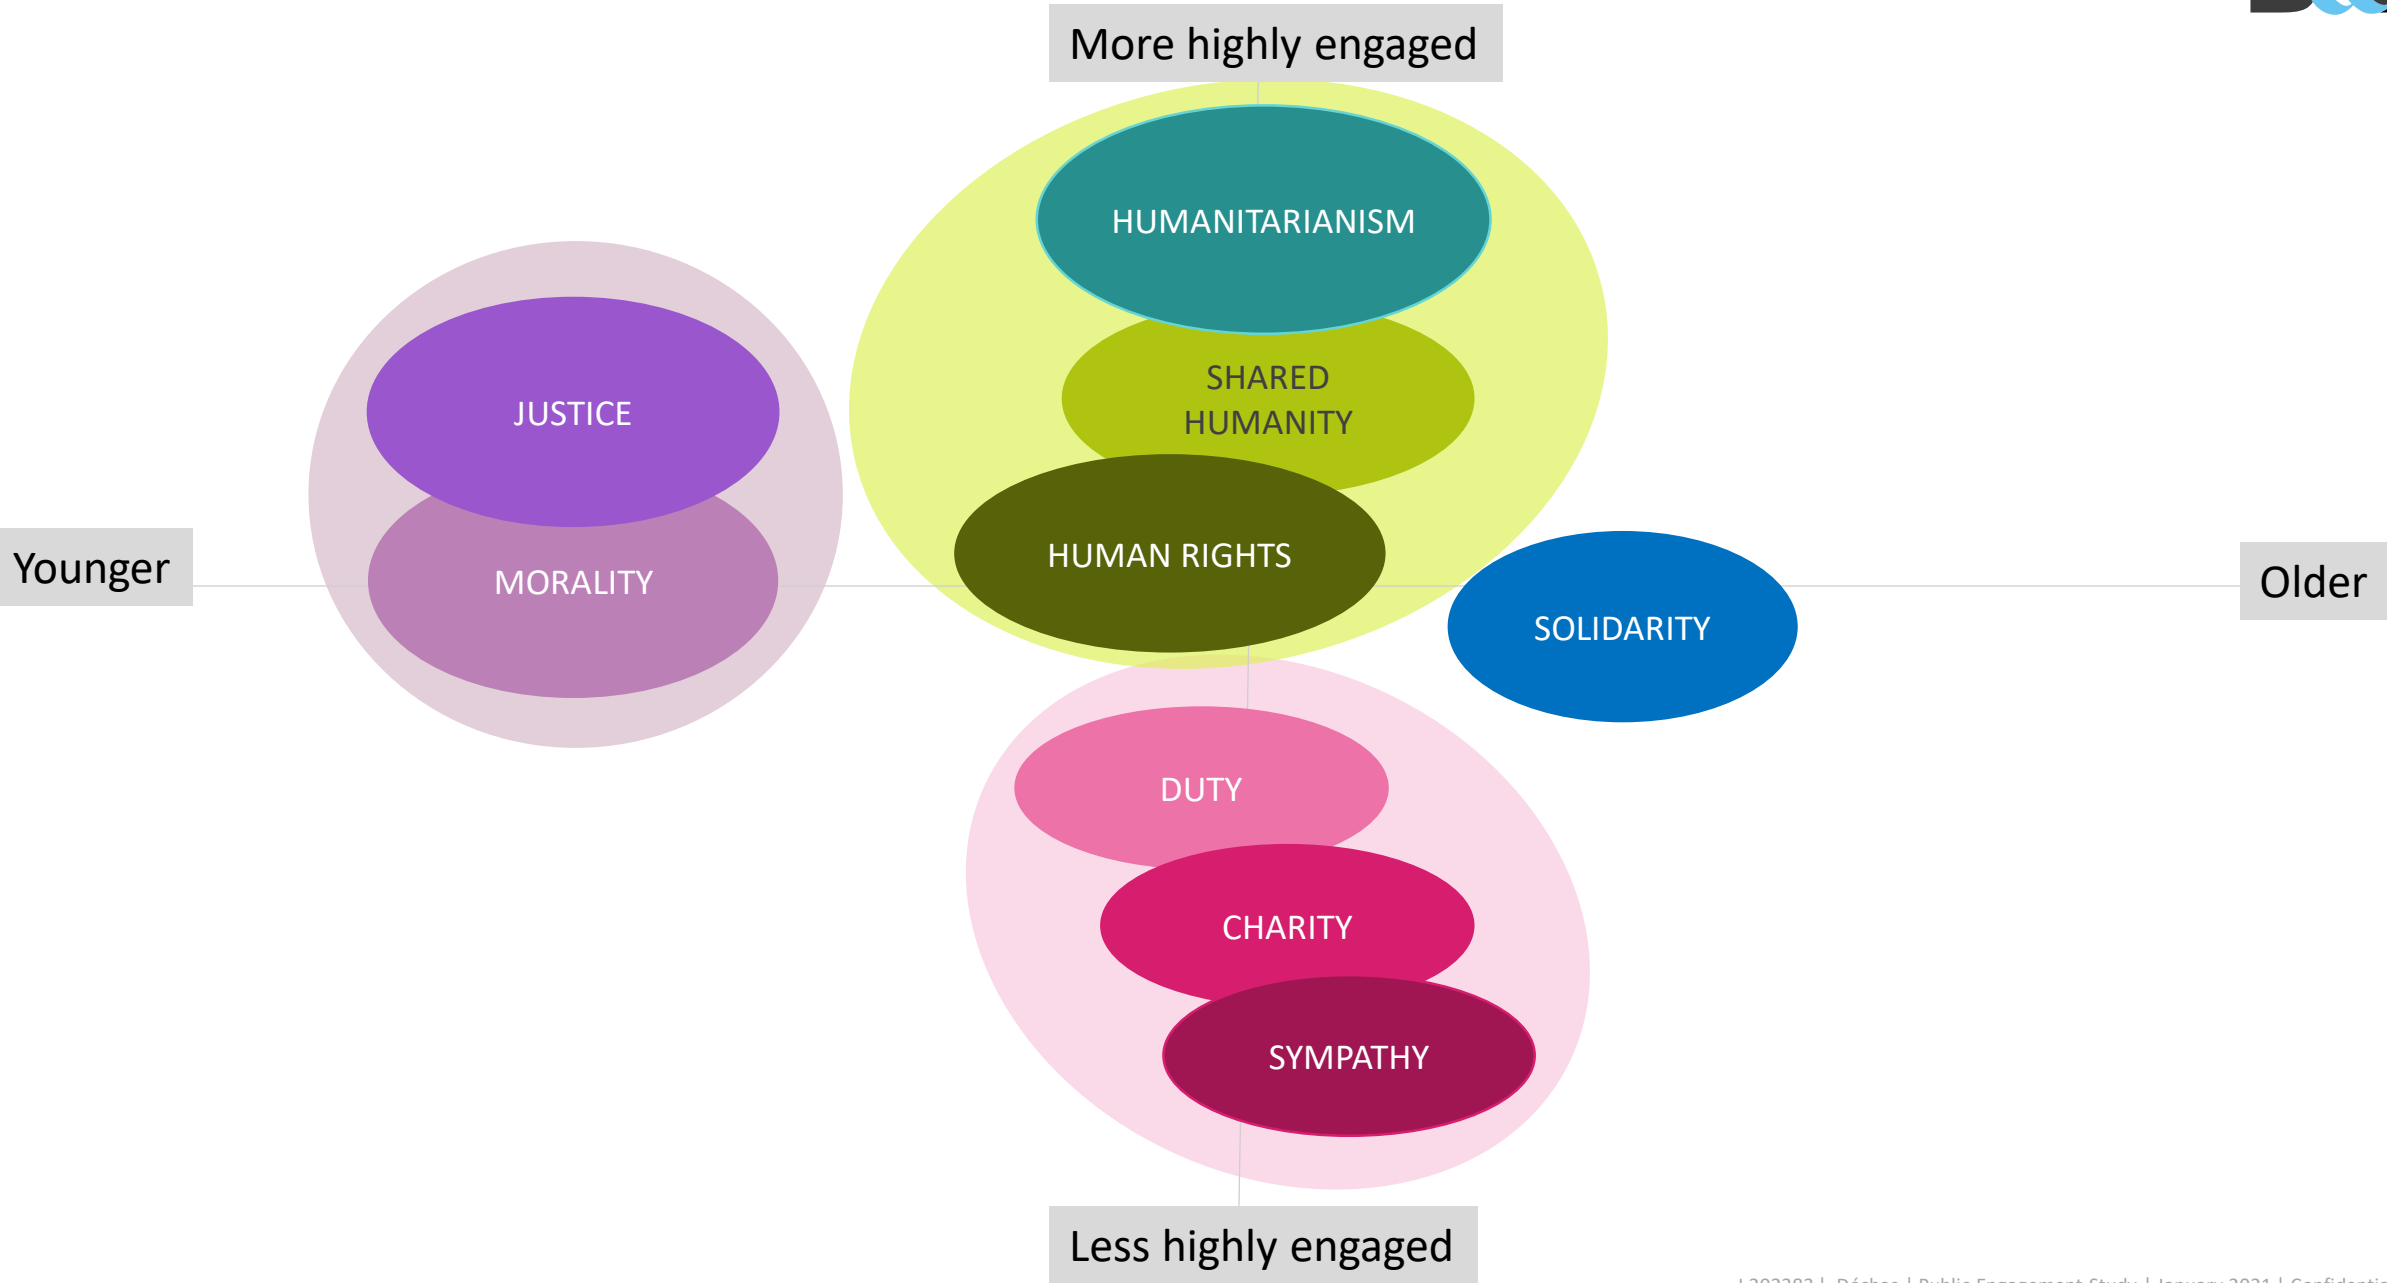 More highly engaged
HUMANITARIANISM
SHARED
HUMANITY
JUSTICE
HUMAN RIGHTS
Younger
MORALITY
Older
SOLIDARITY
DUTY
CHARITY
SYMPATHY
Less highly engaged